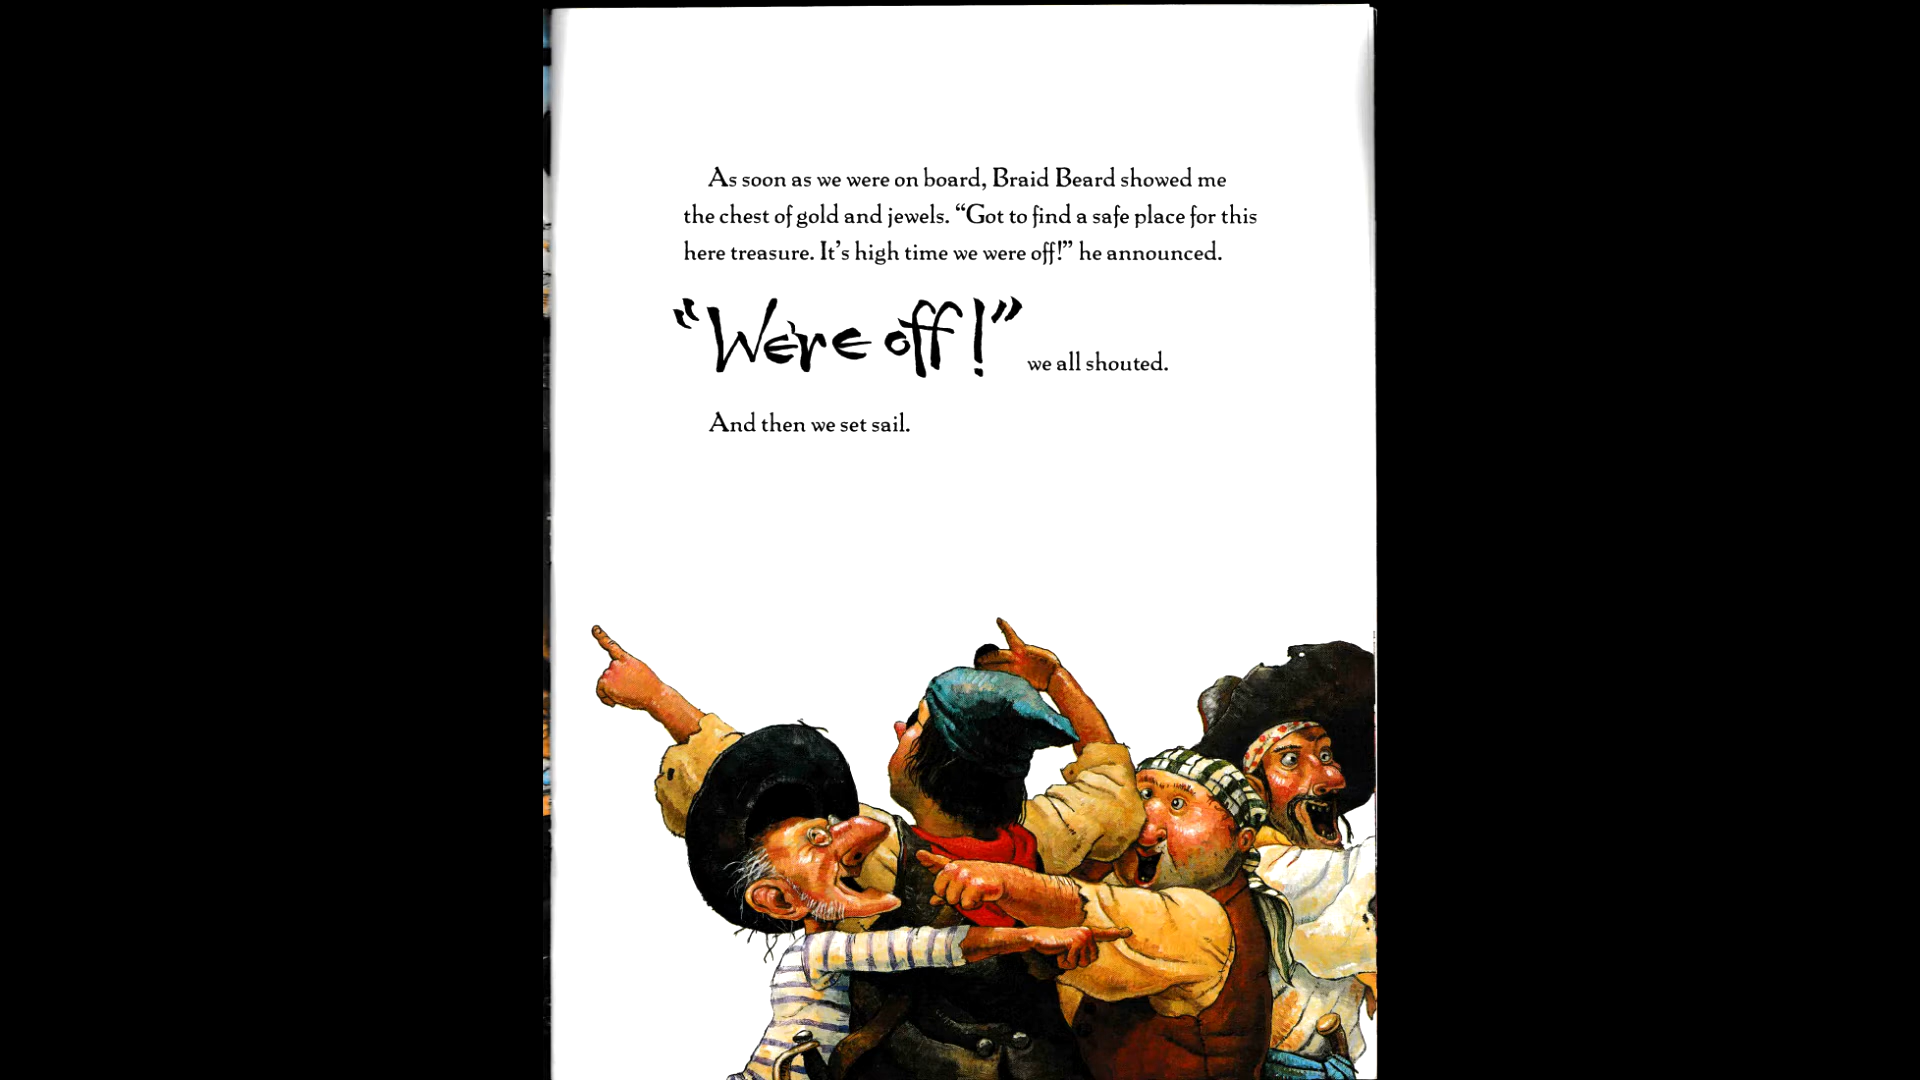 As soon as we were on board, Braid Beard showed me
the chest of gold and jewels. “Got to find a safe place for this
here treasure. It’s high time we were off!” he announced.
“We're off!” we all shouted.
And then we set sail.